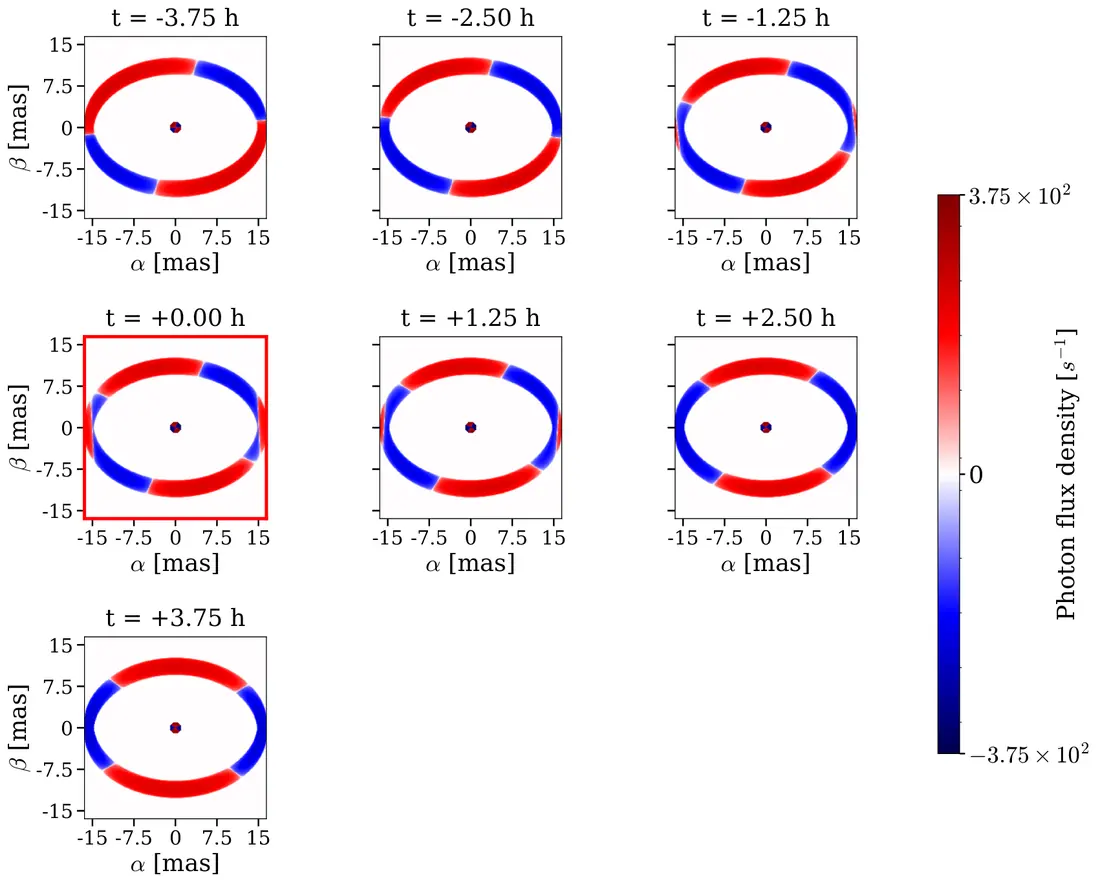 t = -3.75 h
t = -2.50 h
t = -1.25 h
β [mas]
15
7.5
0
-7.5
-15
-15 -7.5 0 7.5 15
-15 -7.5 0 7.5 15
-15 -7.5 0 7.5 15
α [mas]
α [mas]
α [mas]
t = +0.00 h
t = +1.25 h
t = +2.50 h
β [mas]
15
7.5
0
-7.5
-15
-15 -7.5 0 7.5 15
-15 -7.5 0 7.5 15
-15 -7.5 0 7.5 15
α [mas]
α [mas]
α [mas]
t = +3.75 h
β [mas]
15
7.5
0
-7.5
-15
-15 -7.5 0 7.5 15
α [mas]
3.75 × 10²
0
−3.75 × 10²
Photon flux density [s⁻¹]